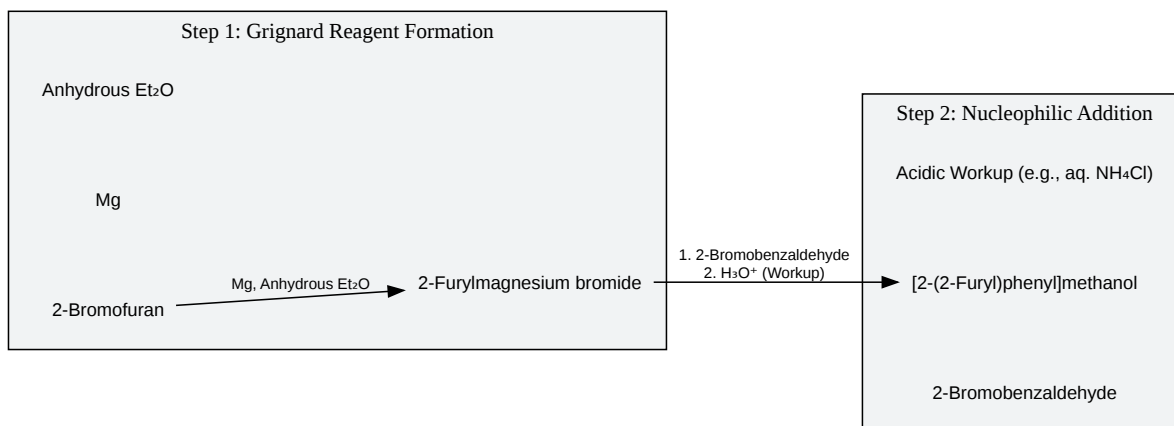 Step 1: Grignard Reagent Formation
Anhydrous Et₂O
Mg
2-Bromofuran
Mg, Anhydrous Et₂O
2-Furylmagnesium bromide
1. 2-Bromobenzaldehyde
2. H₃O⁺ (Workup)
Step 2: Nucleophilic Addition
Acidic Workup (e.g., aq. NH₄Cl)
[2-(2-Furyl)phenyl]methanol
2-Bromobenzaldehyde